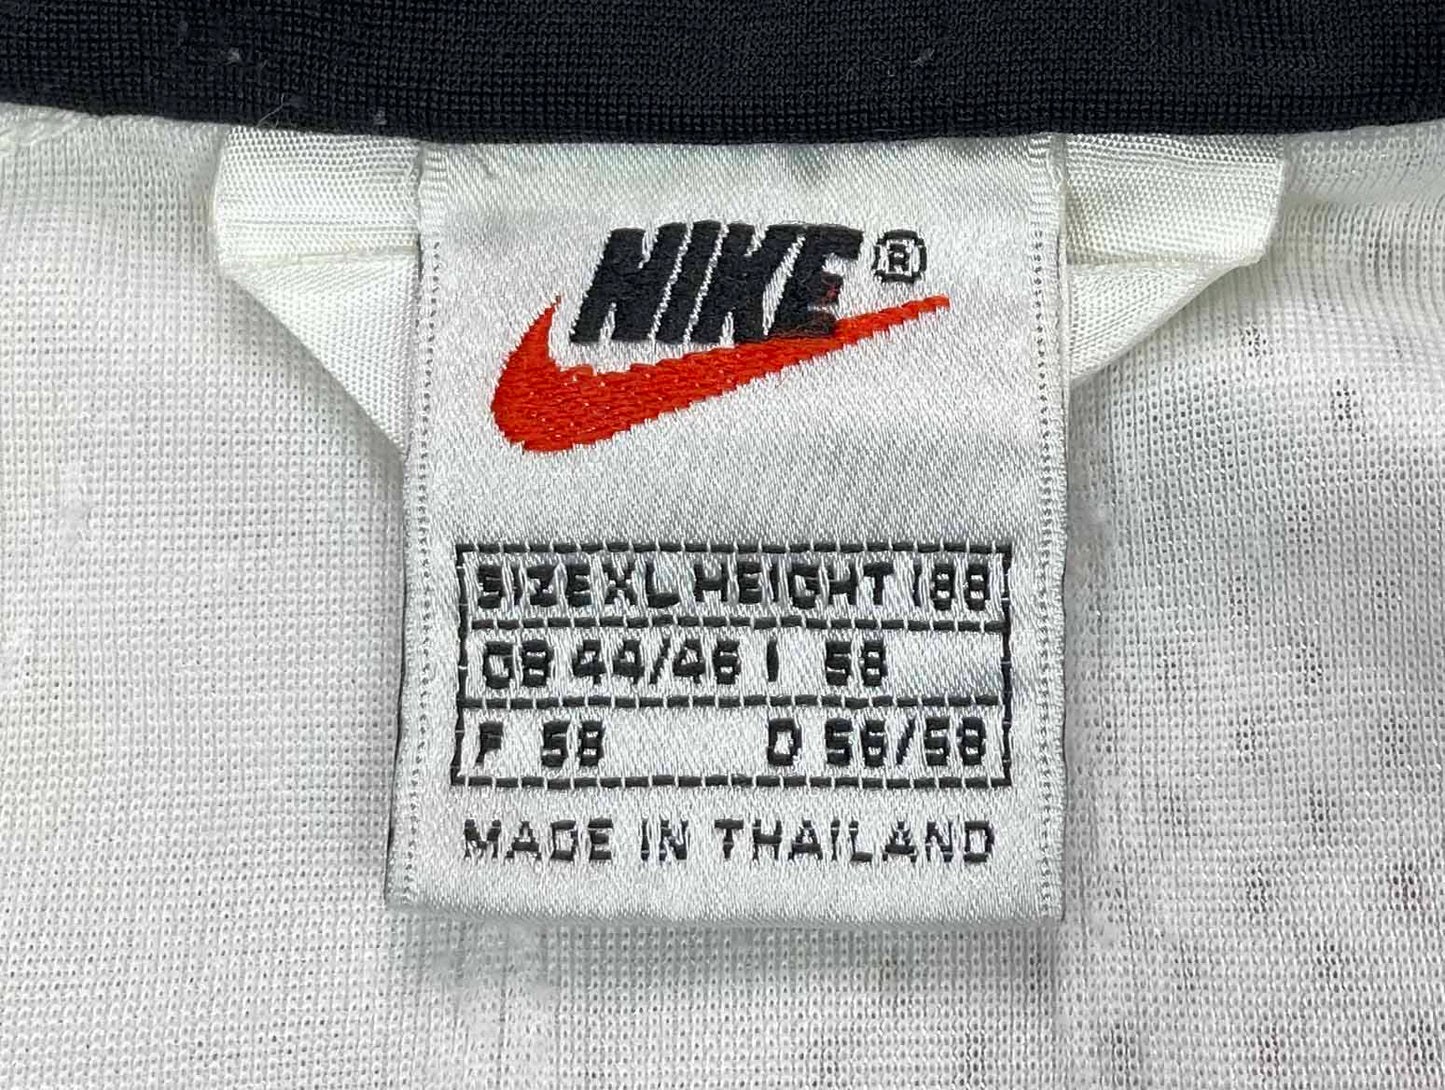 NIKE®
SIZE XL HEIGHT 188
GB 44/46 I 58
F 58 D 56/58
MADE IN THAILAND